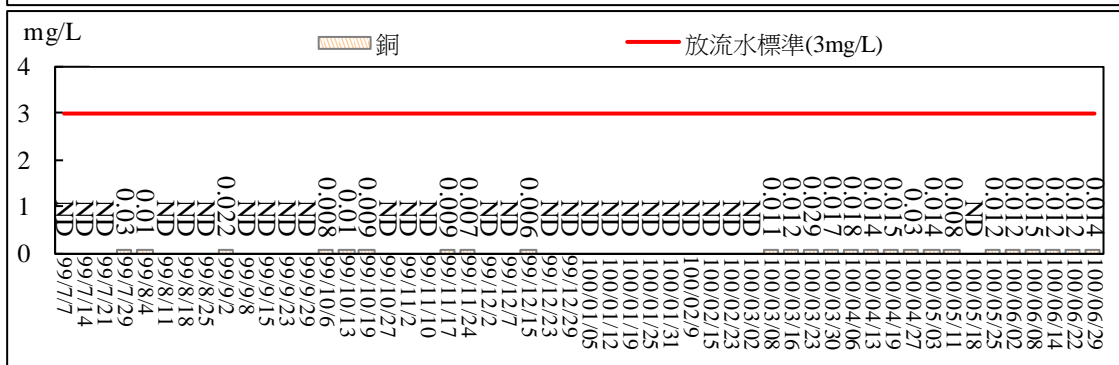 mg/L
銅
放流水標準(3mg/L)
4
3
2
1
0
ND
ND
ND
0.03
0.01
ND
ND
ND
0.022
ND
ND
ND
ND
0.008
0.01
0.009
ND
ND
ND
0.009
0.007
ND
ND
0.006
ND
ND
ND
ND
ND
ND
ND
ND
ND
ND
ND
0.011
0.012
0.029
0.017
0.018
0.014
0.015
0.03
0.014
0.008
ND
0.012
0.012
0.015
0.012
0.012
0.014
99/7/7
99/7/14
99/7/21
99/7/29
99/8/4
99/8/11
99/8/18
99/8/25
99/9/2
99/9/8
99/9/15
99/9/23
99/9/29
99/10/6
99/10/13
99/10/19
99/10/27
99/11/2
99/11/10
99/11/17
99/11/24
99/12/2
99/12/7
99/12/15
99/12/23
99/12/29
100/01/05
100/01/12
100/01/19
100/01/25
100/01/31
100/02/9
100/02/15
100/02/23
100/03/02
100/03/08
100/03/16
100/03/23
100/03/30
100/04/06
100/04/13
100/04/19
100/04/27
100/05/03
100/05/11
100/05/18
100/05/25
100/06/02
100/06/08
100/06/14
100/06/22
100/06/29